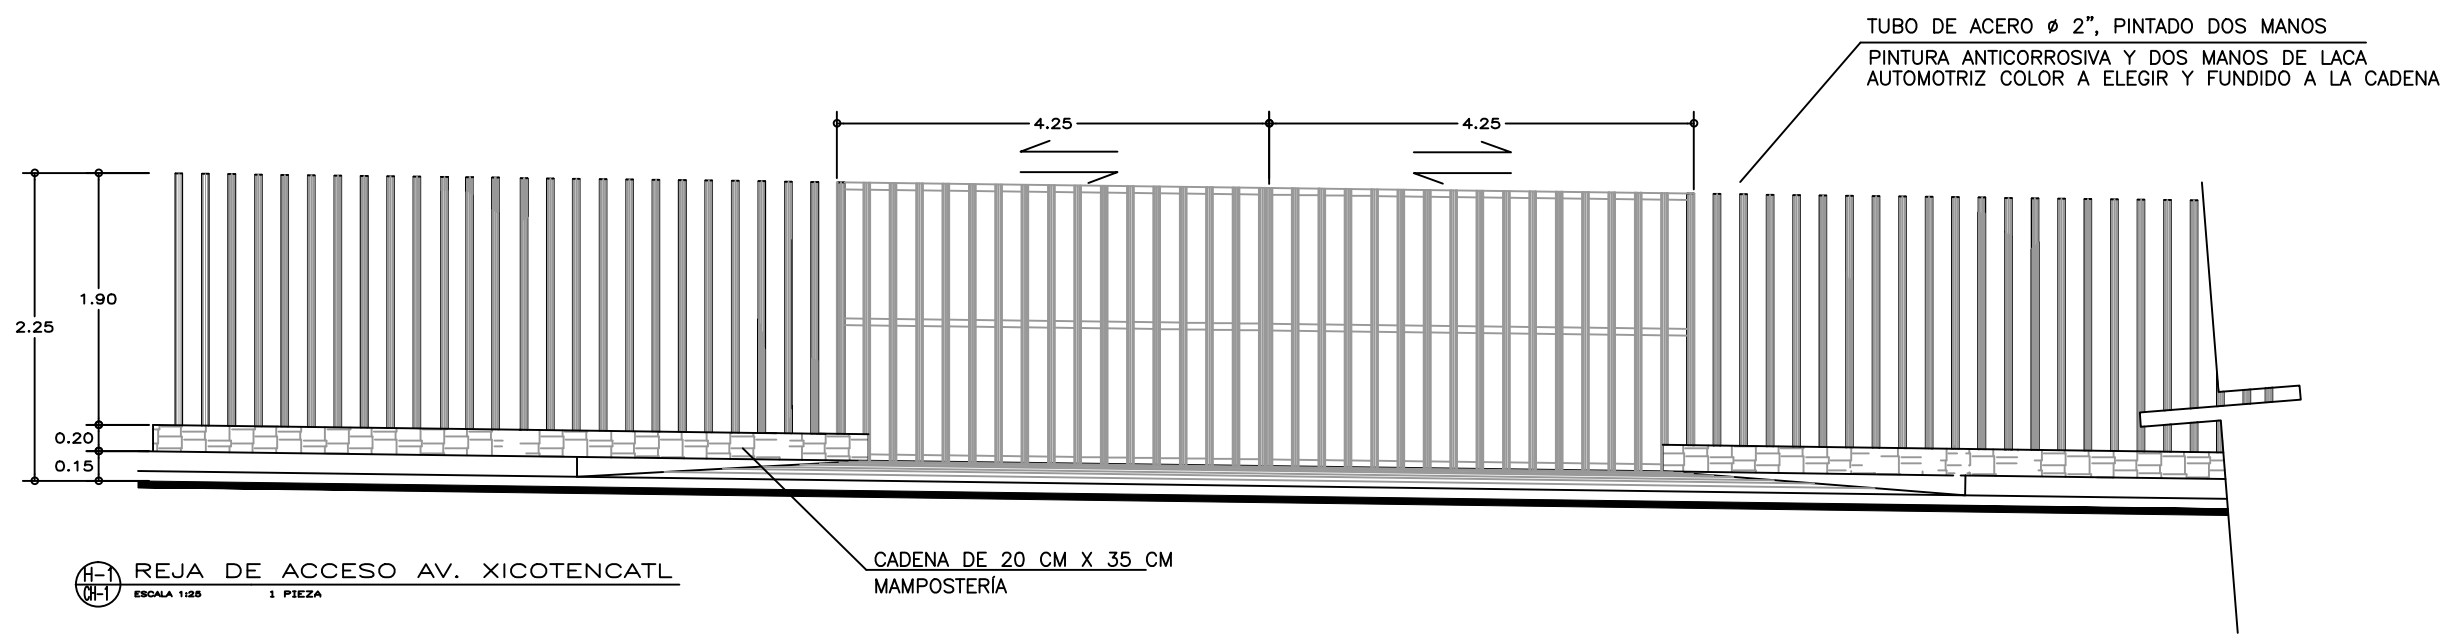 TUBO DE ACERO ø 2”, PINTADO DOS MANOS
PINTURA ANTICORROSIVA Y DOS MANOS DE LACA
AUTOMOTRIZ COLOR A ELEGIR Y FUNDIDO A LA CADENA
4.25
4.25
1.90
2.25
0.20
0.15
CADENA DE 20 CM X 35 CM
MAMPOSTERÍA
H-1
CH-1
REJA DE ACCESO AV. XICOTENCATL
ESCALA 1:25 1 PIEZA